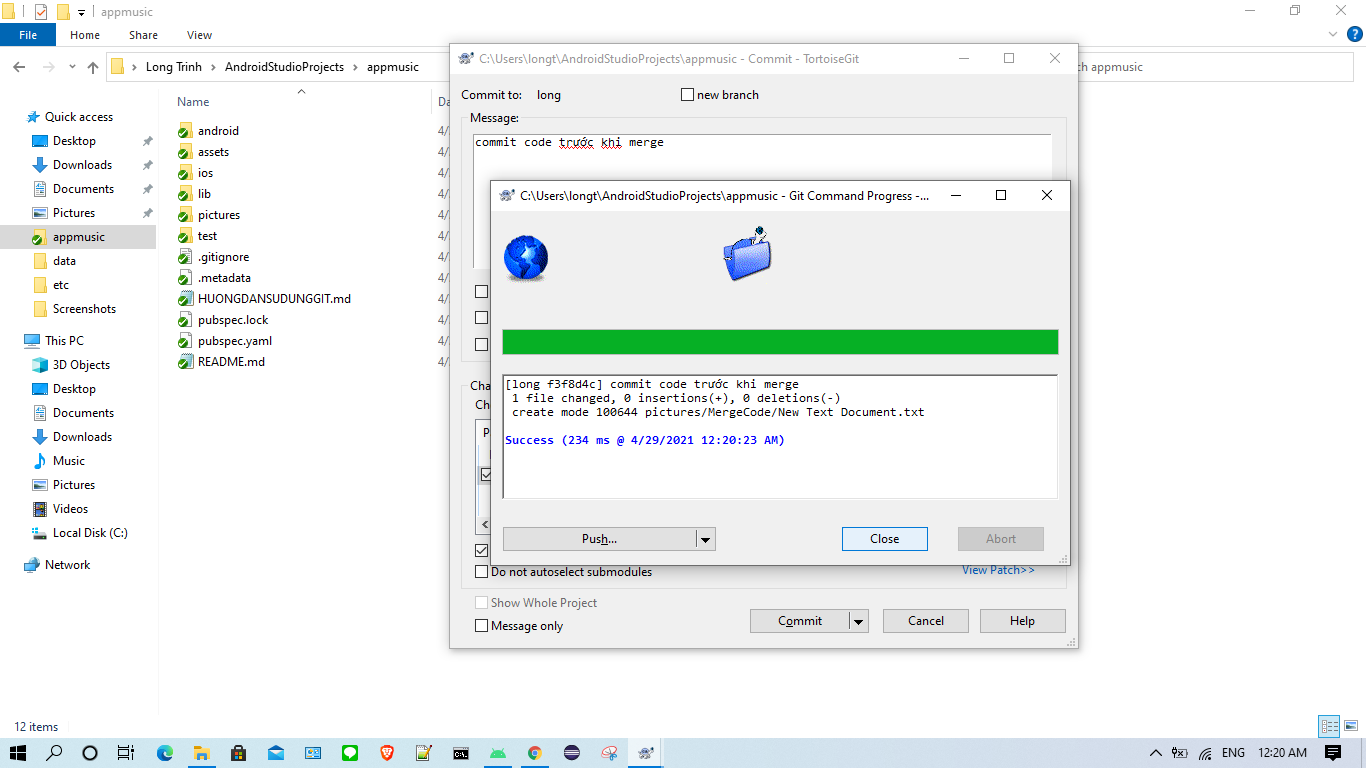 appmusic
File Home Share View
Long Trinh AndroidStudioProjects appmusic
ch appmusic
Quick access
Desktop
Downloads
Documents
Pictures
appmusic
data
etc
Screenshots
This PC
3D Objects
Desktop
Documents
Downloads
Music
Pictures
Videos
Local Disk (C:)
Network
Name
android 4/
assets 4/
ios 4/
lib 4/
pictures 4/
test 4/
.gitignore 4/
.metadata 4/
HUONGDANSUDUNGGIT.md 4/
pubspec.lock 4/
pubspec.yaml 4/
README.md 4/
C:\Users\longt\AndroidStudioProjects\appmusic - Commit - TortoiseGit
Commit to: long new branch
Message:
commit code trước khi merge
C:\Users\longt\AndroidStudioProjects\appmusic - Git Command Progress -...
[long f3f8d4c] commit code trước khi merge
1 file changed, 0 insertions(+), 0 deletions(-)
create mode 100644 pictures/MergeCode/New Text Document.txt
Success (234 ms @ 4/29/2021 12:20:23 AM)
Push... Close Abort
Do not autoselect submodules View Patch>>
Show Whole Project
Message only
Commit Cancel Help
12 items
ENG 12:20 AM